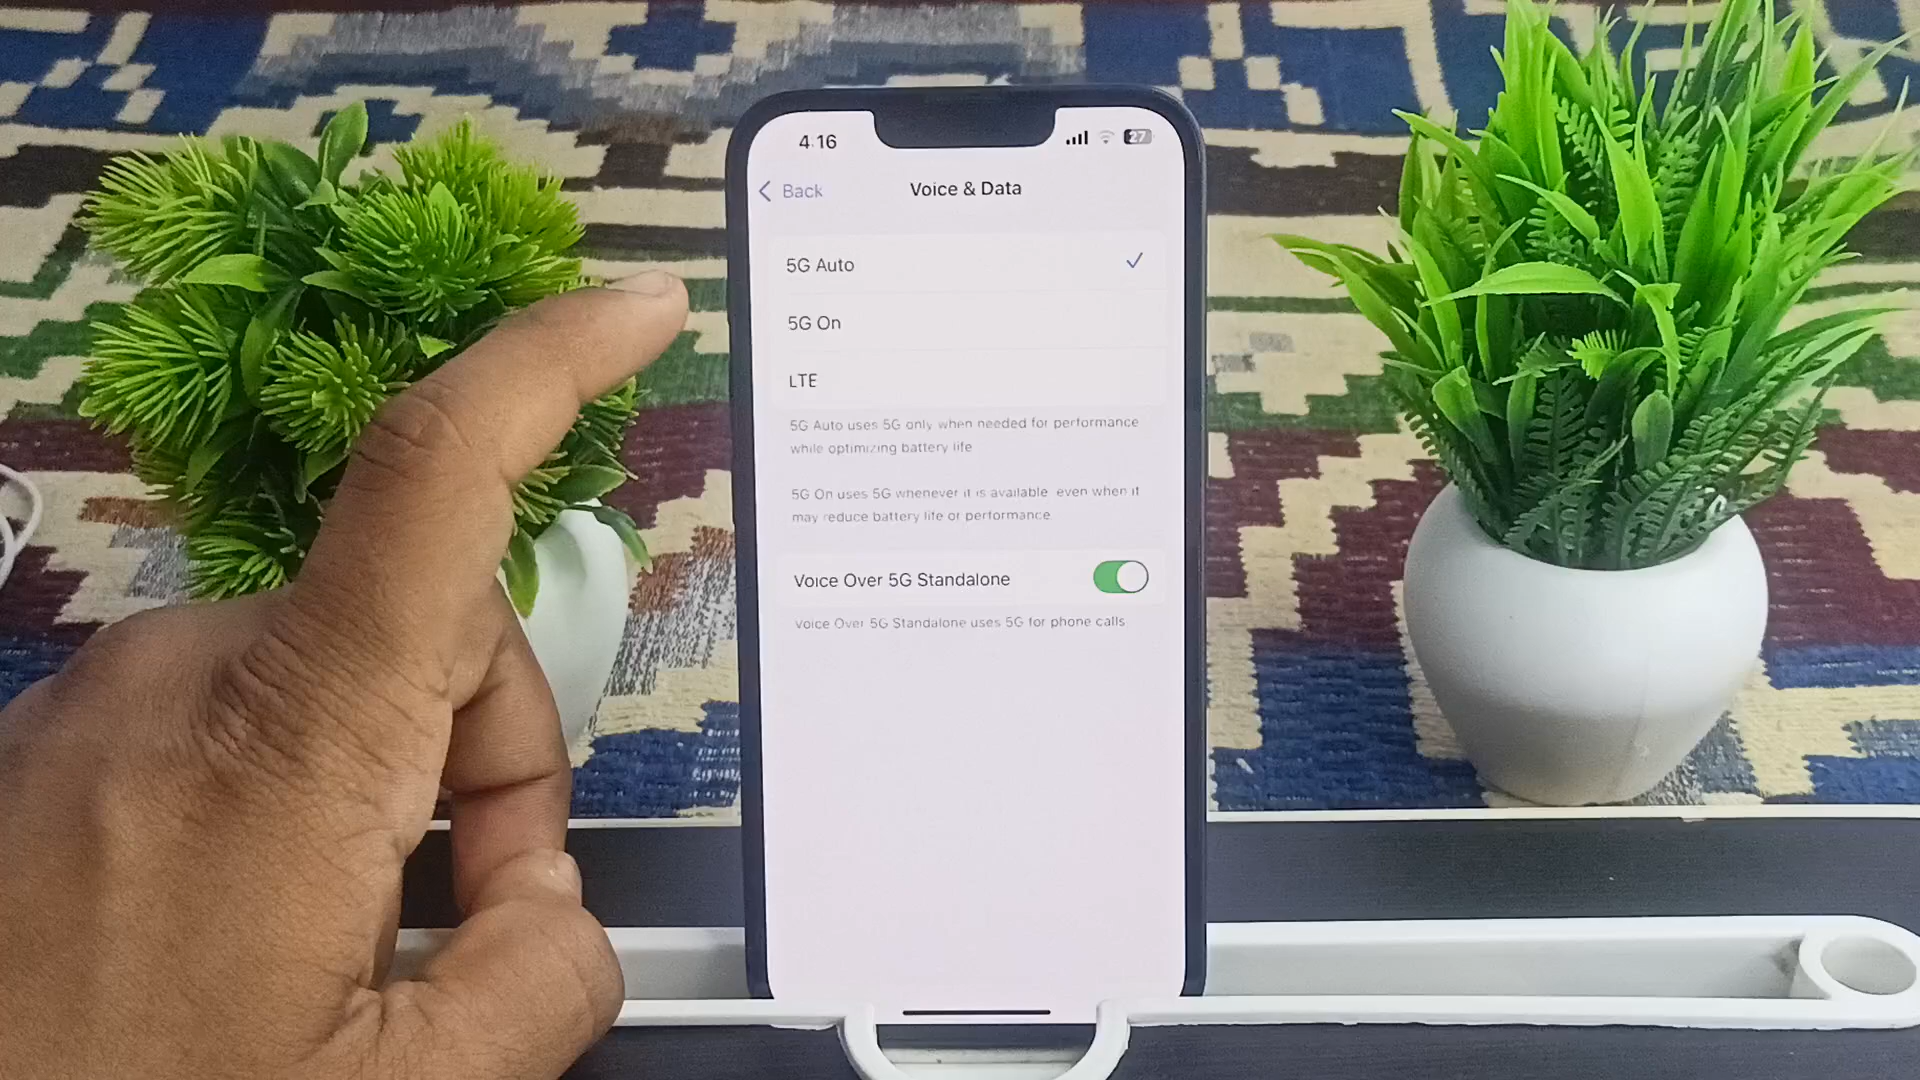 4:16
27
Back
Voice & Data
5G Auto
5G On
LTE
5G Auto uses 5G only when needed for performance
while optimizing battery life
5G On uses 5G whenever it is available even when it
may reduce battery life or performance
Voice Over 5G Standalone
Voice Over 5G Standalone uses 5G for phone calls